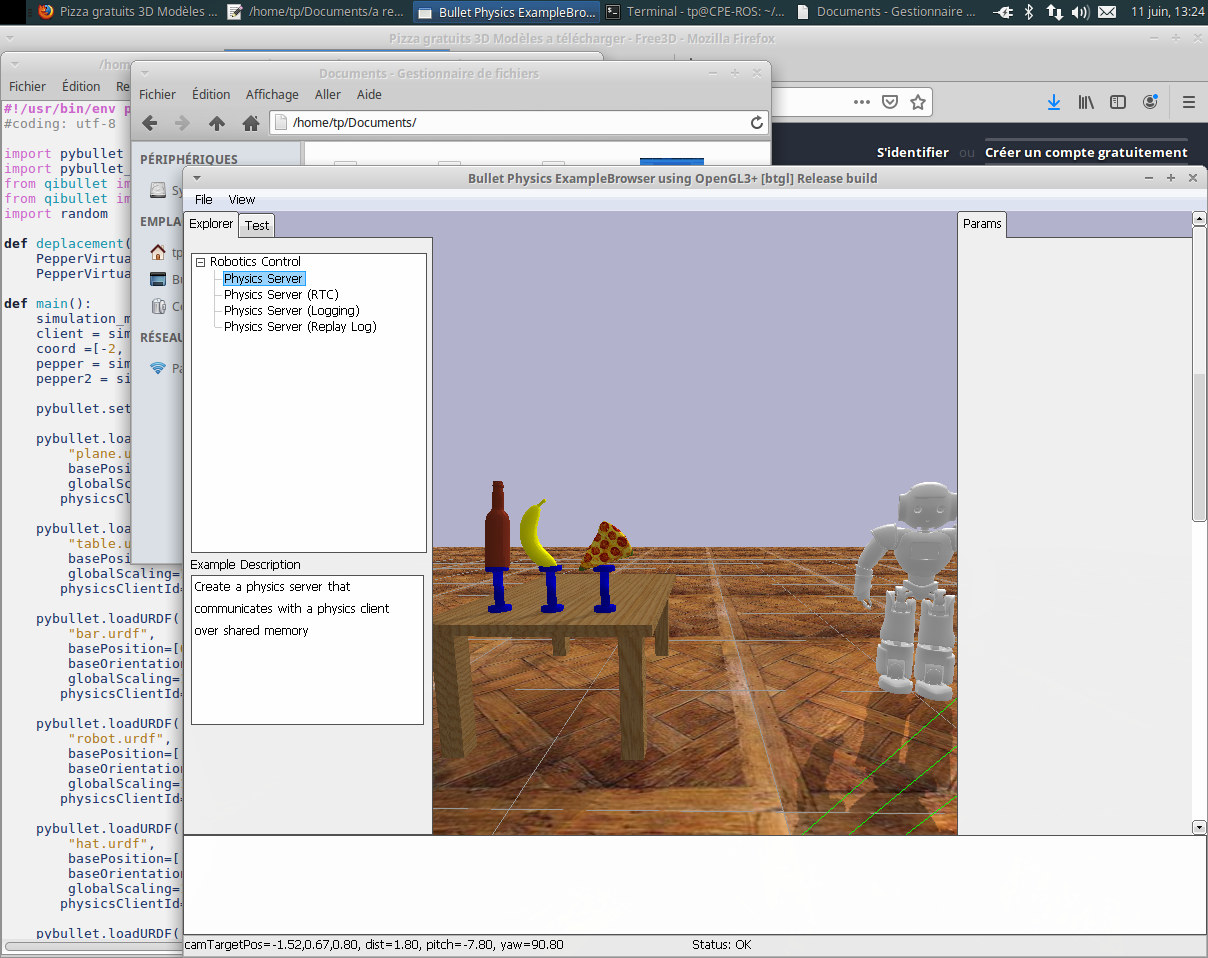 Pizza gratuits 3D Modèles ...
/home/tp/Documents/a re...
Bullet Physics ExampleBro...
Terminal - tp@CPE-ROS: ~/...
Documents - Gestionnaire ...
11 juin, 13:24
Pizza gratuits 3D Modèles a télécharger - Free3D - Mozilla Firefox
/hom
Fichier Édition Re
#!/usr/bin/env p
#coding: utf-8
import pybullet
import pybullet_
from qibullet im
from qibullet im
import random
def deplacement(
PepperVirtua
PepperVirtua
def main():
simulation_m
client = sim
coord =[-2,
pepper = sim
pepper2 = si
pybullet.set
pybullet.loa
"plane.u
basePosi
globalSc
physicsCl
pybullet.loa
"table.u
basePosi
globalScaling=
physicsClientId=
pybullet.loadURDF(
"bar.urdf",
basePosition=[
baseOrientation
globalScaling=
physicsClientId=
pybullet.loadURDF(
"robot.urdf",
basePosition=[
baseOrientation
globalScaling=
physicsClientId=
pybullet.loadURDF(
"hat.urdf",
basePosition=[
baseOrientation
globalScaling=
physicsClientId=
pybullet.loadURDF(
Documents - Gestionnaire de fichiers
Fichier Édition Affichage Aller Aide
/home/tp/Documents/
PÉRIPHÉRIQUES
Sy
EMPLA
tp
Bu
Co
RÉSEAU
Pa
S'identifier ou Créer un compte gratuitement
Bullet Physics ExampleBrowser using OpenGL3+ [btgl] Release build
File View
Explorer Test
Params
Robotics Control
Physics Server
Physics Server (RTC)
Physics Server (Logging)
Physics Server (Replay Log)
Example Description
Create a physics server that
communicates with a physics client
over shared memory
camTargetPos=-1.52,0.67,0.80, dist=1.80, pitch=-7.80, yaw=90.80
Status: OK